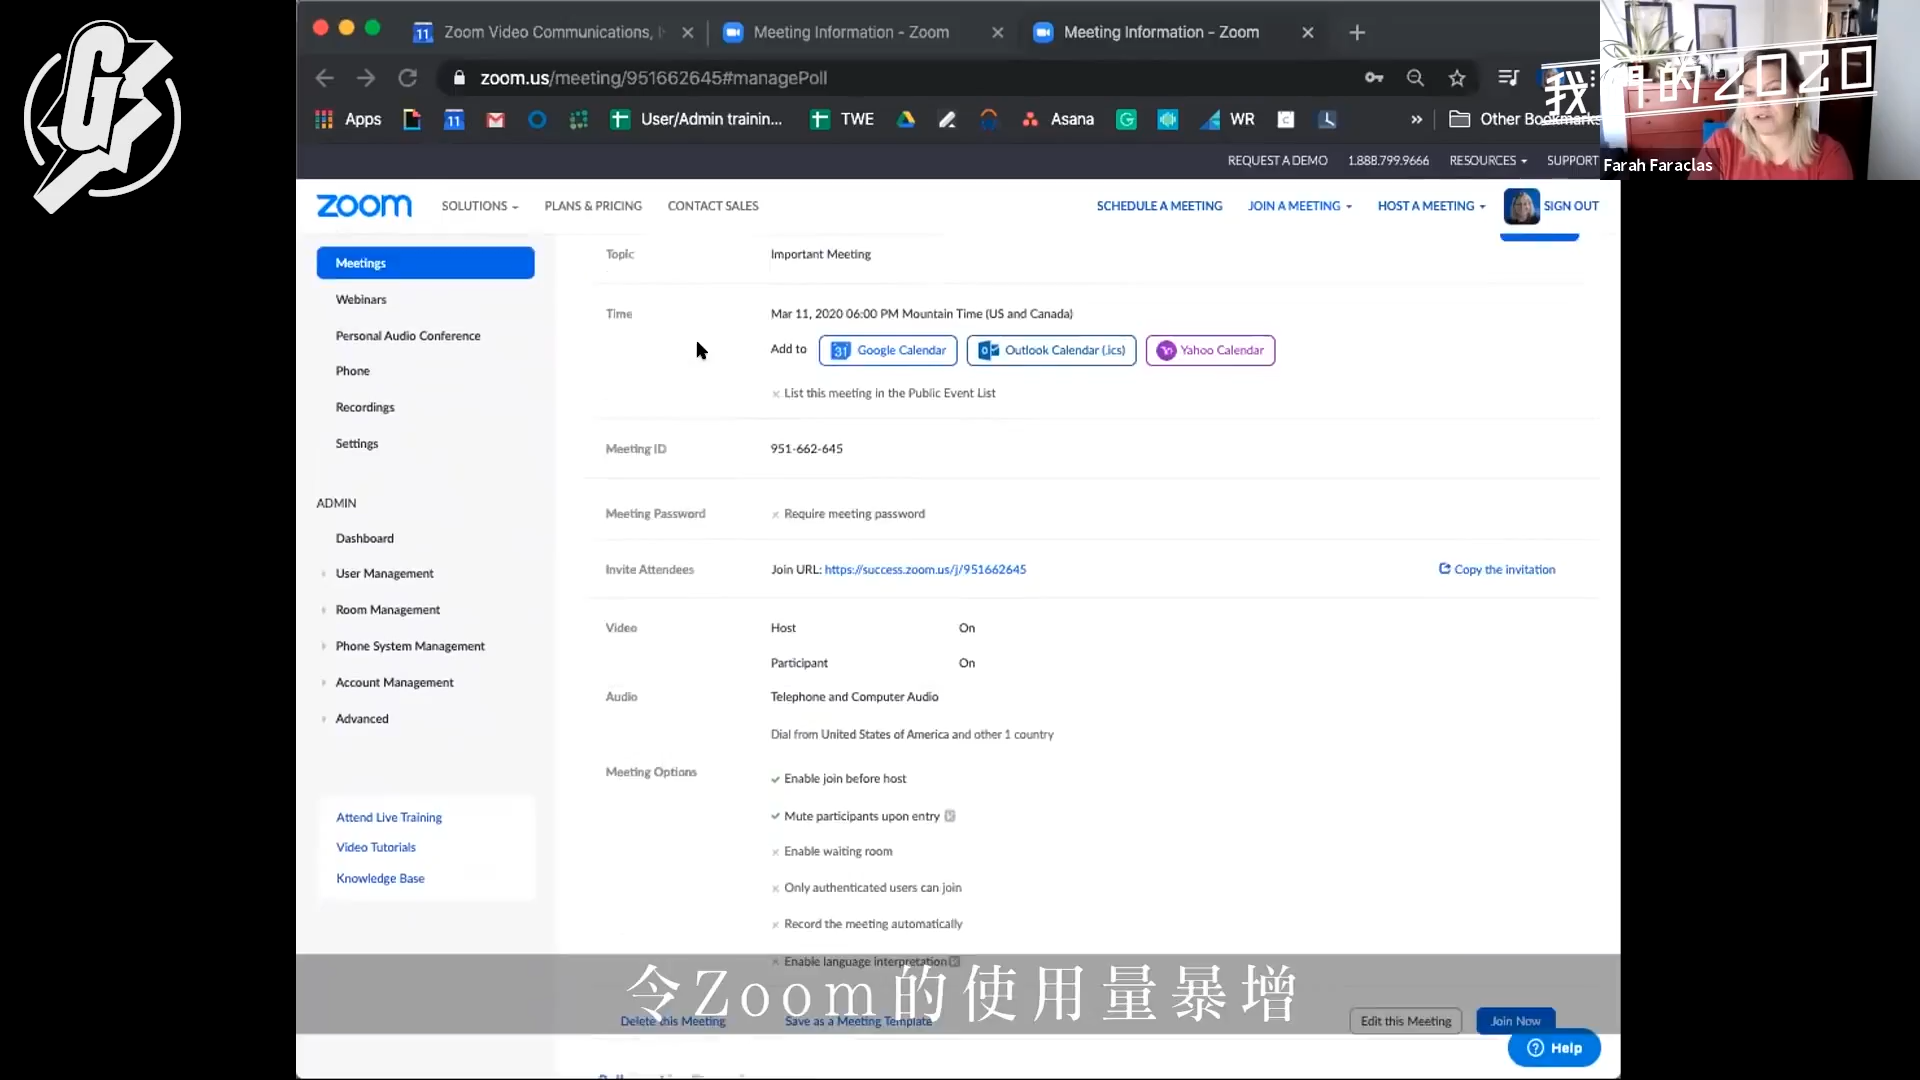 Zoom Video Communications, I
Meeting Information - Zoom
Meeting Information - Zoom
zoom.us/meeting/951662645#managePoll
Apps
User/Admin trainin...
TWE
Asana
WR
Other Bookmarks
我們的2020
Farah Faraclas
REQUEST A DEMO
1.888.799.9666
RESOURCES
SUPPORT
zoom
SOLUTIONS
PLANS & PRICING
CONTACT SALES
SCHEDULE A MEETING
JOIN A MEETING
HOST A MEETING
SIGN OUT
Meetings
Webinars
Personal Audio Conference
Phone
Recordings
Settings
ADMIN
Dashboard
User Management
Room Management
Phone System Management
Account Management
Advanced
Attend Live Training
Video Tutorials
Knowledge Base
Topic
Important Meeting
Time
Mar 11, 2020 06:00 PM Mountain Time (US and Canada)
Add to
Google Calendar
Outlook Calendar (.ics)
Yahoo Calendar
List this meeting in the Public Event List
Meeting ID
951-662-645
Meeting Password
Require meeting password
Invite Attendees
Join URL: https://success.zoom.us/j/951662645
Copy the invitation
Video
Host
On
Participant
On
Audio
Telephone and Computer Audio
Dial from United States of America and other 1 country
Meeting Options
Enable join before host
Mute participants upon entry
Enable waiting room
Only authenticated users can join
Record the meeting automatically
Enable language interpretation
令Zoom的使用量暴增
Delete this Meeting
Save as a Meeting Template
Edit this Meeting
Join Now
Help